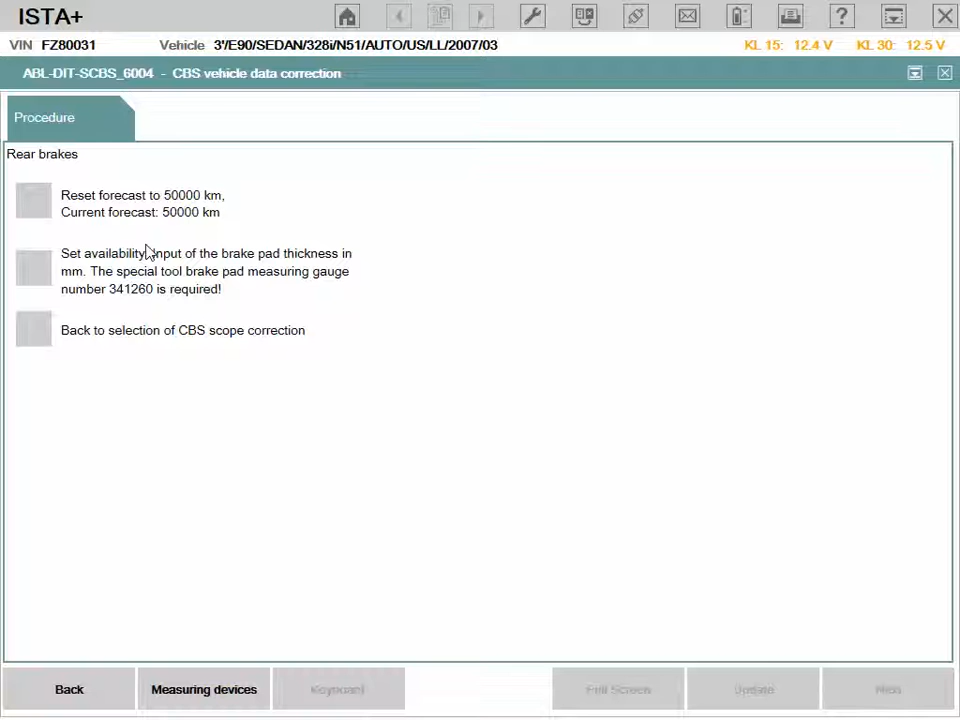 ISTA+
VIN FZ80031 Vehicle 3'/E90/SEDAN/328i/N51/AUTO/US/LL/2007/03 KL 15: 12.4 V KL 30: 12.5 V
ABL-DIT-SCBS_6004 - CBS vehicle data correction
Procedure
Rear brakes
Reset forecast to 50000 km,
Current forecast: 50000 km
Set availability, input of the brake pad thickness in
mm. The special tool brake pad measuring gauge
number 341260 is required!
Back to selection of CBS scope correction
Back Measuring devices Keyboard Full Screen Update